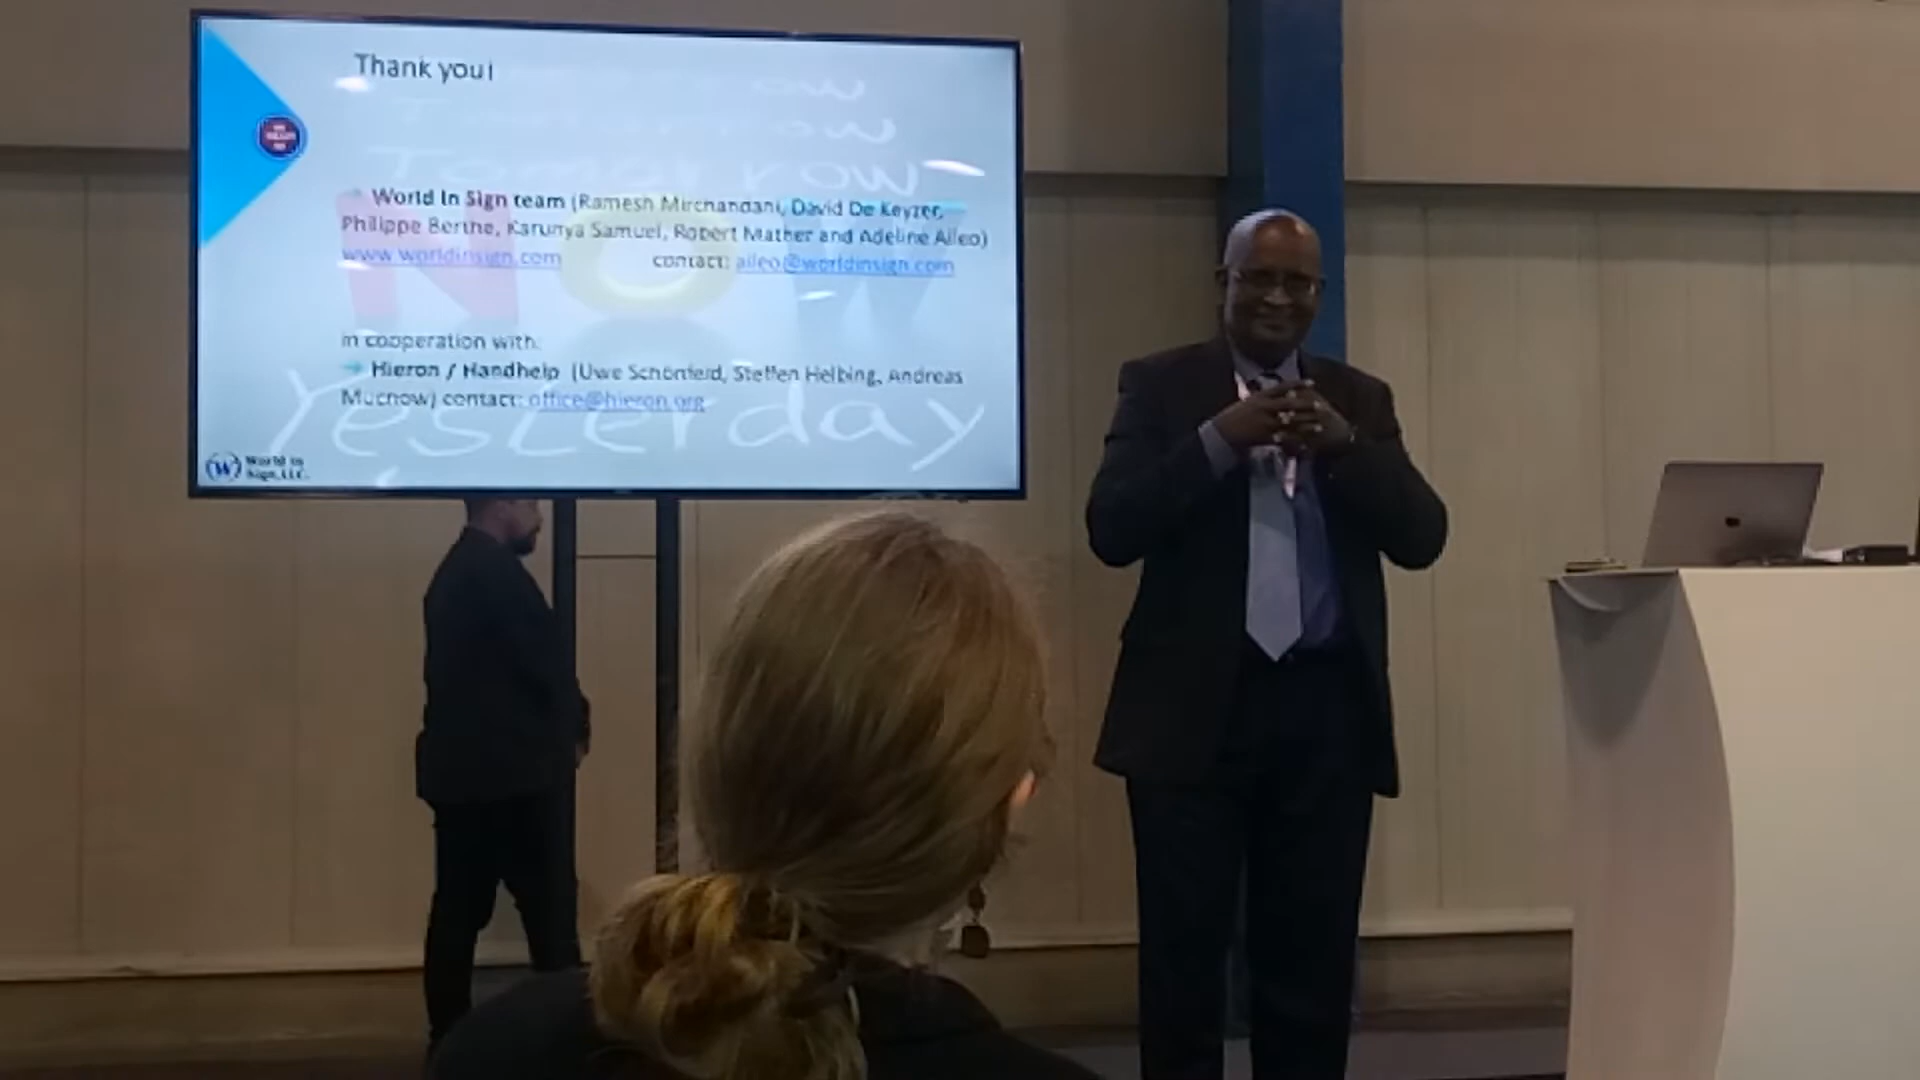 Thank you!
Tomorrow
World In Sign team (Ramesh Mirchandani, David De Keyzer,
Philippe Berthe, Karunya Samuel, Robert Mather and Adeline Aileo)
www.worldinsign.com contact: aileo@worldinsign.com
NOW
in cooperation with:
Hieron / Handhelp (Uwe Schönfeld, Steffen Helbing, Andreas
Mucnow) contact: office@hieron.org
Yesterday
World in
Sign, LLC.